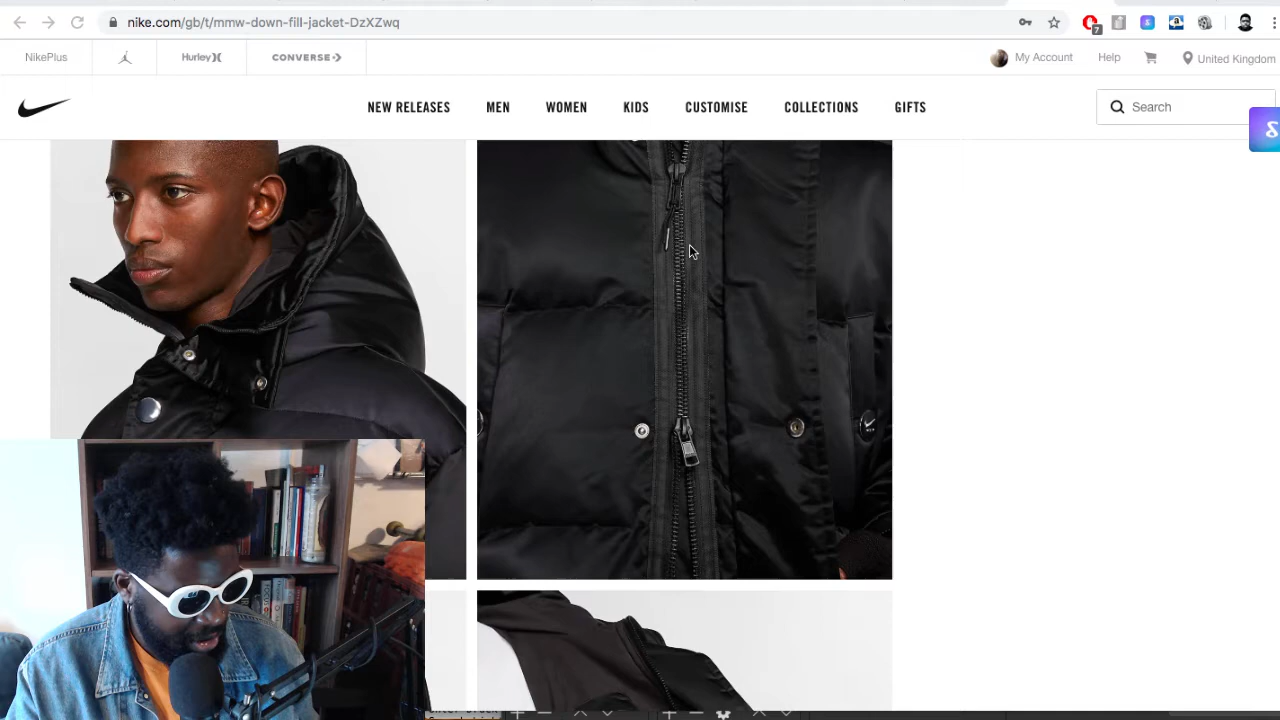 nike.com/gb/t/mmw-down-fill-jacket-DzXZwq
7
NikePlus
Hurley
CONVERSE
My Account
Help
United Kingdom
NEW RELEASES
MEN
WOMEN
KIDS
CUSTOMISE
COLLECTIONS
GIFTS
Search